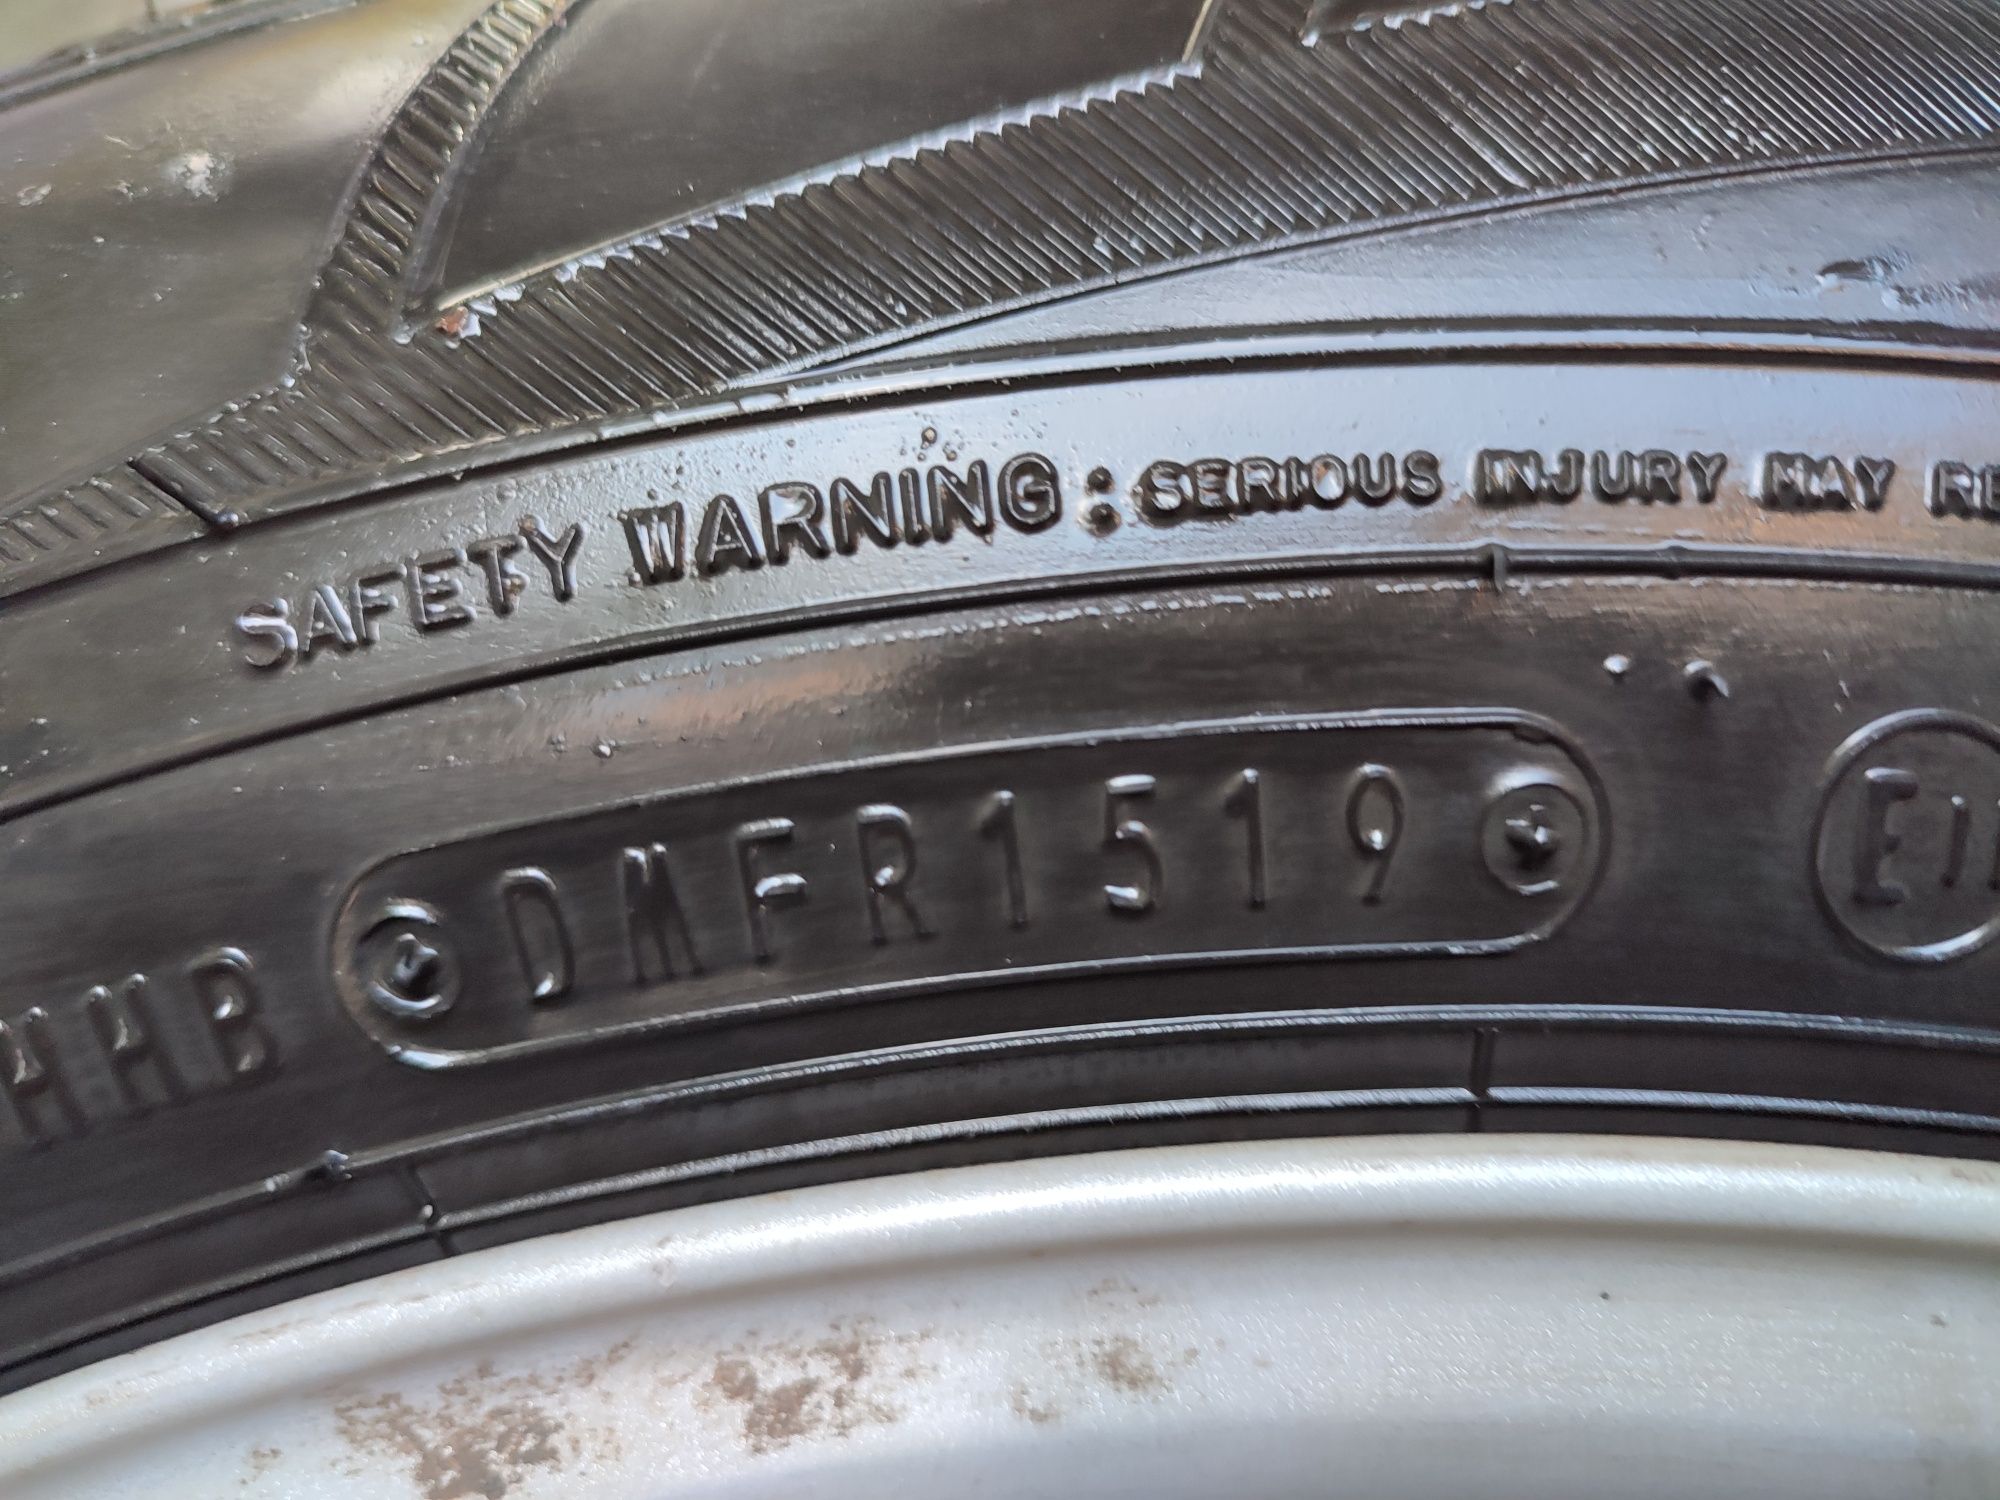 SAFETY WARNING: SERIOUS INJURY MAY
HHB DMFR1519 E